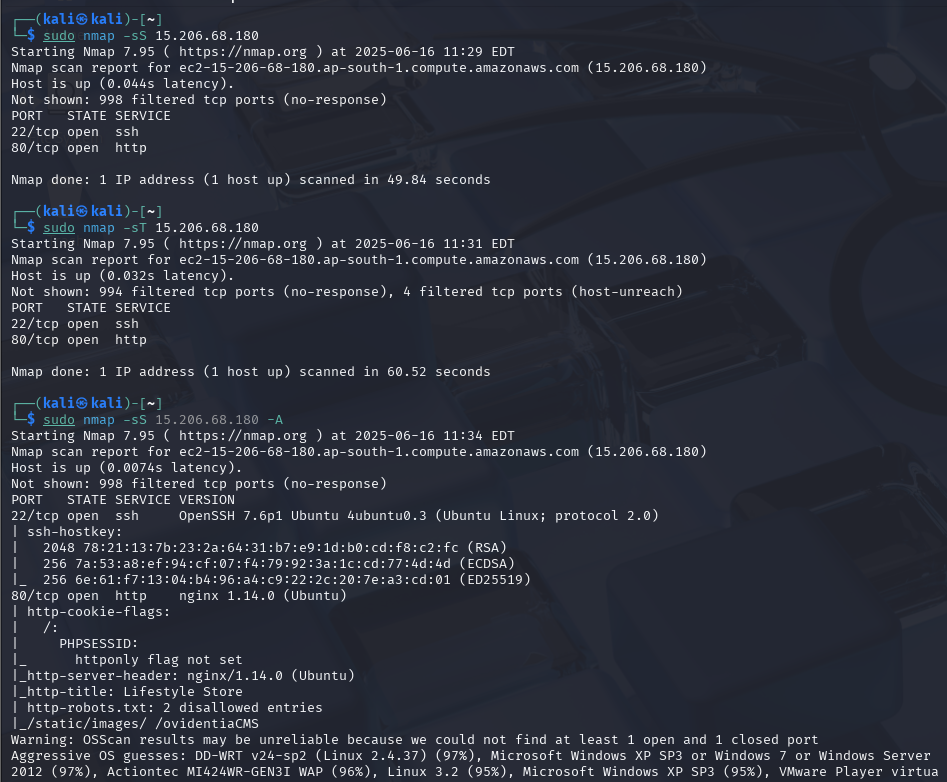 ┌──(kali㉿kali)-[~]
└─$ sudo nmap -sS 15.206.68.180
Starting Nmap 7.95 ( https://nmap.org ) at 2025-06-16 11:29 EDT
Nmap scan report for ec2-15-206-68-180.ap-south-1.compute.amazonaws.com (15.206.68.180)
Host is up (0.044s latency).
Not shown: 998 filtered tcp ports (no-response)
PORT   STATE SERVICE
22/tcp open  ssh
80/tcp open  http

Nmap done: 1 IP address (1 host up) scanned in 49.84 seconds

┌──(kali㉿kali)-[~]
└─$ sudo nmap -sT 15.206.68.180
Starting Nmap 7.95 ( https://nmap.org ) at 2025-06-16 11:31 EDT
Nmap scan report for ec2-15-206-68-180.ap-south-1.compute.amazonaws.com (15.206.68.180)
Host is up (0.032s latency).
Not shown: 994 filtered tcp ports (no-response), 4 filtered tcp ports (host-unreach)
PORT   STATE SERVICE
22/tcp open  ssh
80/tcp open  http

Nmap done: 1 IP address (1 host up) scanned in 60.52 seconds

┌──(kali㉿kali)-[~]
└─$ sudo nmap -sS 15.206.68.180 -A
Starting Nmap 7.95 ( https://nmap.org ) at 2025-06-16 11:34 EDT
Nmap scan report for ec2-15-206-68-180.ap-south-1.compute.amazonaws.com (15.206.68.180)
Host is up (0.0074s latency).
Not shown: 998 filtered tcp ports (no-response)
PORT   STATE SERVICE VERSION
22/tcp open  ssh     OpenSSH 7.6p1 Ubuntu 4ubuntu0.3 (Ubuntu Linux; protocol 2.0)
| ssh-hostkey:
|   2048 78:21:13:7b:23:2a:64:31:b7:e9:1d:b0:cd:f8:c2:fc (RSA)
|   256 7a:53:a8:ef:94:cf:07:f4:79:92:3a:1c:cd:77:4d:4d (ECDSA)
|_  256 6e:61:f7:13:04:b4:96:a4:c9:22:2c:20:7e:a3:cd:01 (ED25519)
80/tcp open  http    nginx 1.14.0 (Ubuntu)
| http-cookie-flags:
|   /:
|     PHPSESSID:
|_      httponly flag not set
|_http-server-header: nginx/1.14.0 (Ubuntu)
|_http-title: Lifestyle Store
| http-robots.txt: 2 disallowed entries
|_/static/images/ /ovidentiaCMS
Warning: OSScan results may be unreliable because we could not find at least 1 open and 1 closed port
Aggressive OS guesses: DD-WRT v24-sp2 (Linux 2.4.37) (97%), Microsoft Windows XP SP3 or Windows 7 or Windows Server
2012 (97%), Actiontec MI424WR-GEN3I WAP (96%), Linux 3.2 (95%), Microsoft Windows XP SP3 (95%), VMware Player virtua